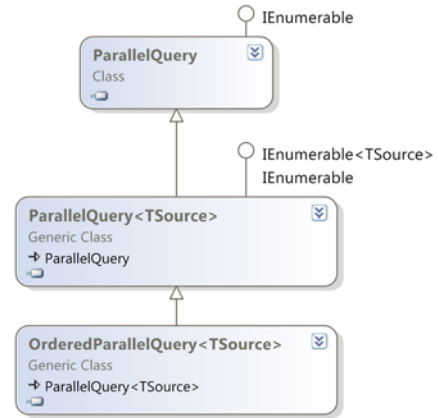 IEnumerable
ParallelQuery
Class
IEnumerable<TSource>
IEnumerable
ParallelQuery<TSource>
Generic Class
ParallelQuery
OrderedParallelQuery<TSource>
Generic Class
ParallelQuery<TSource>